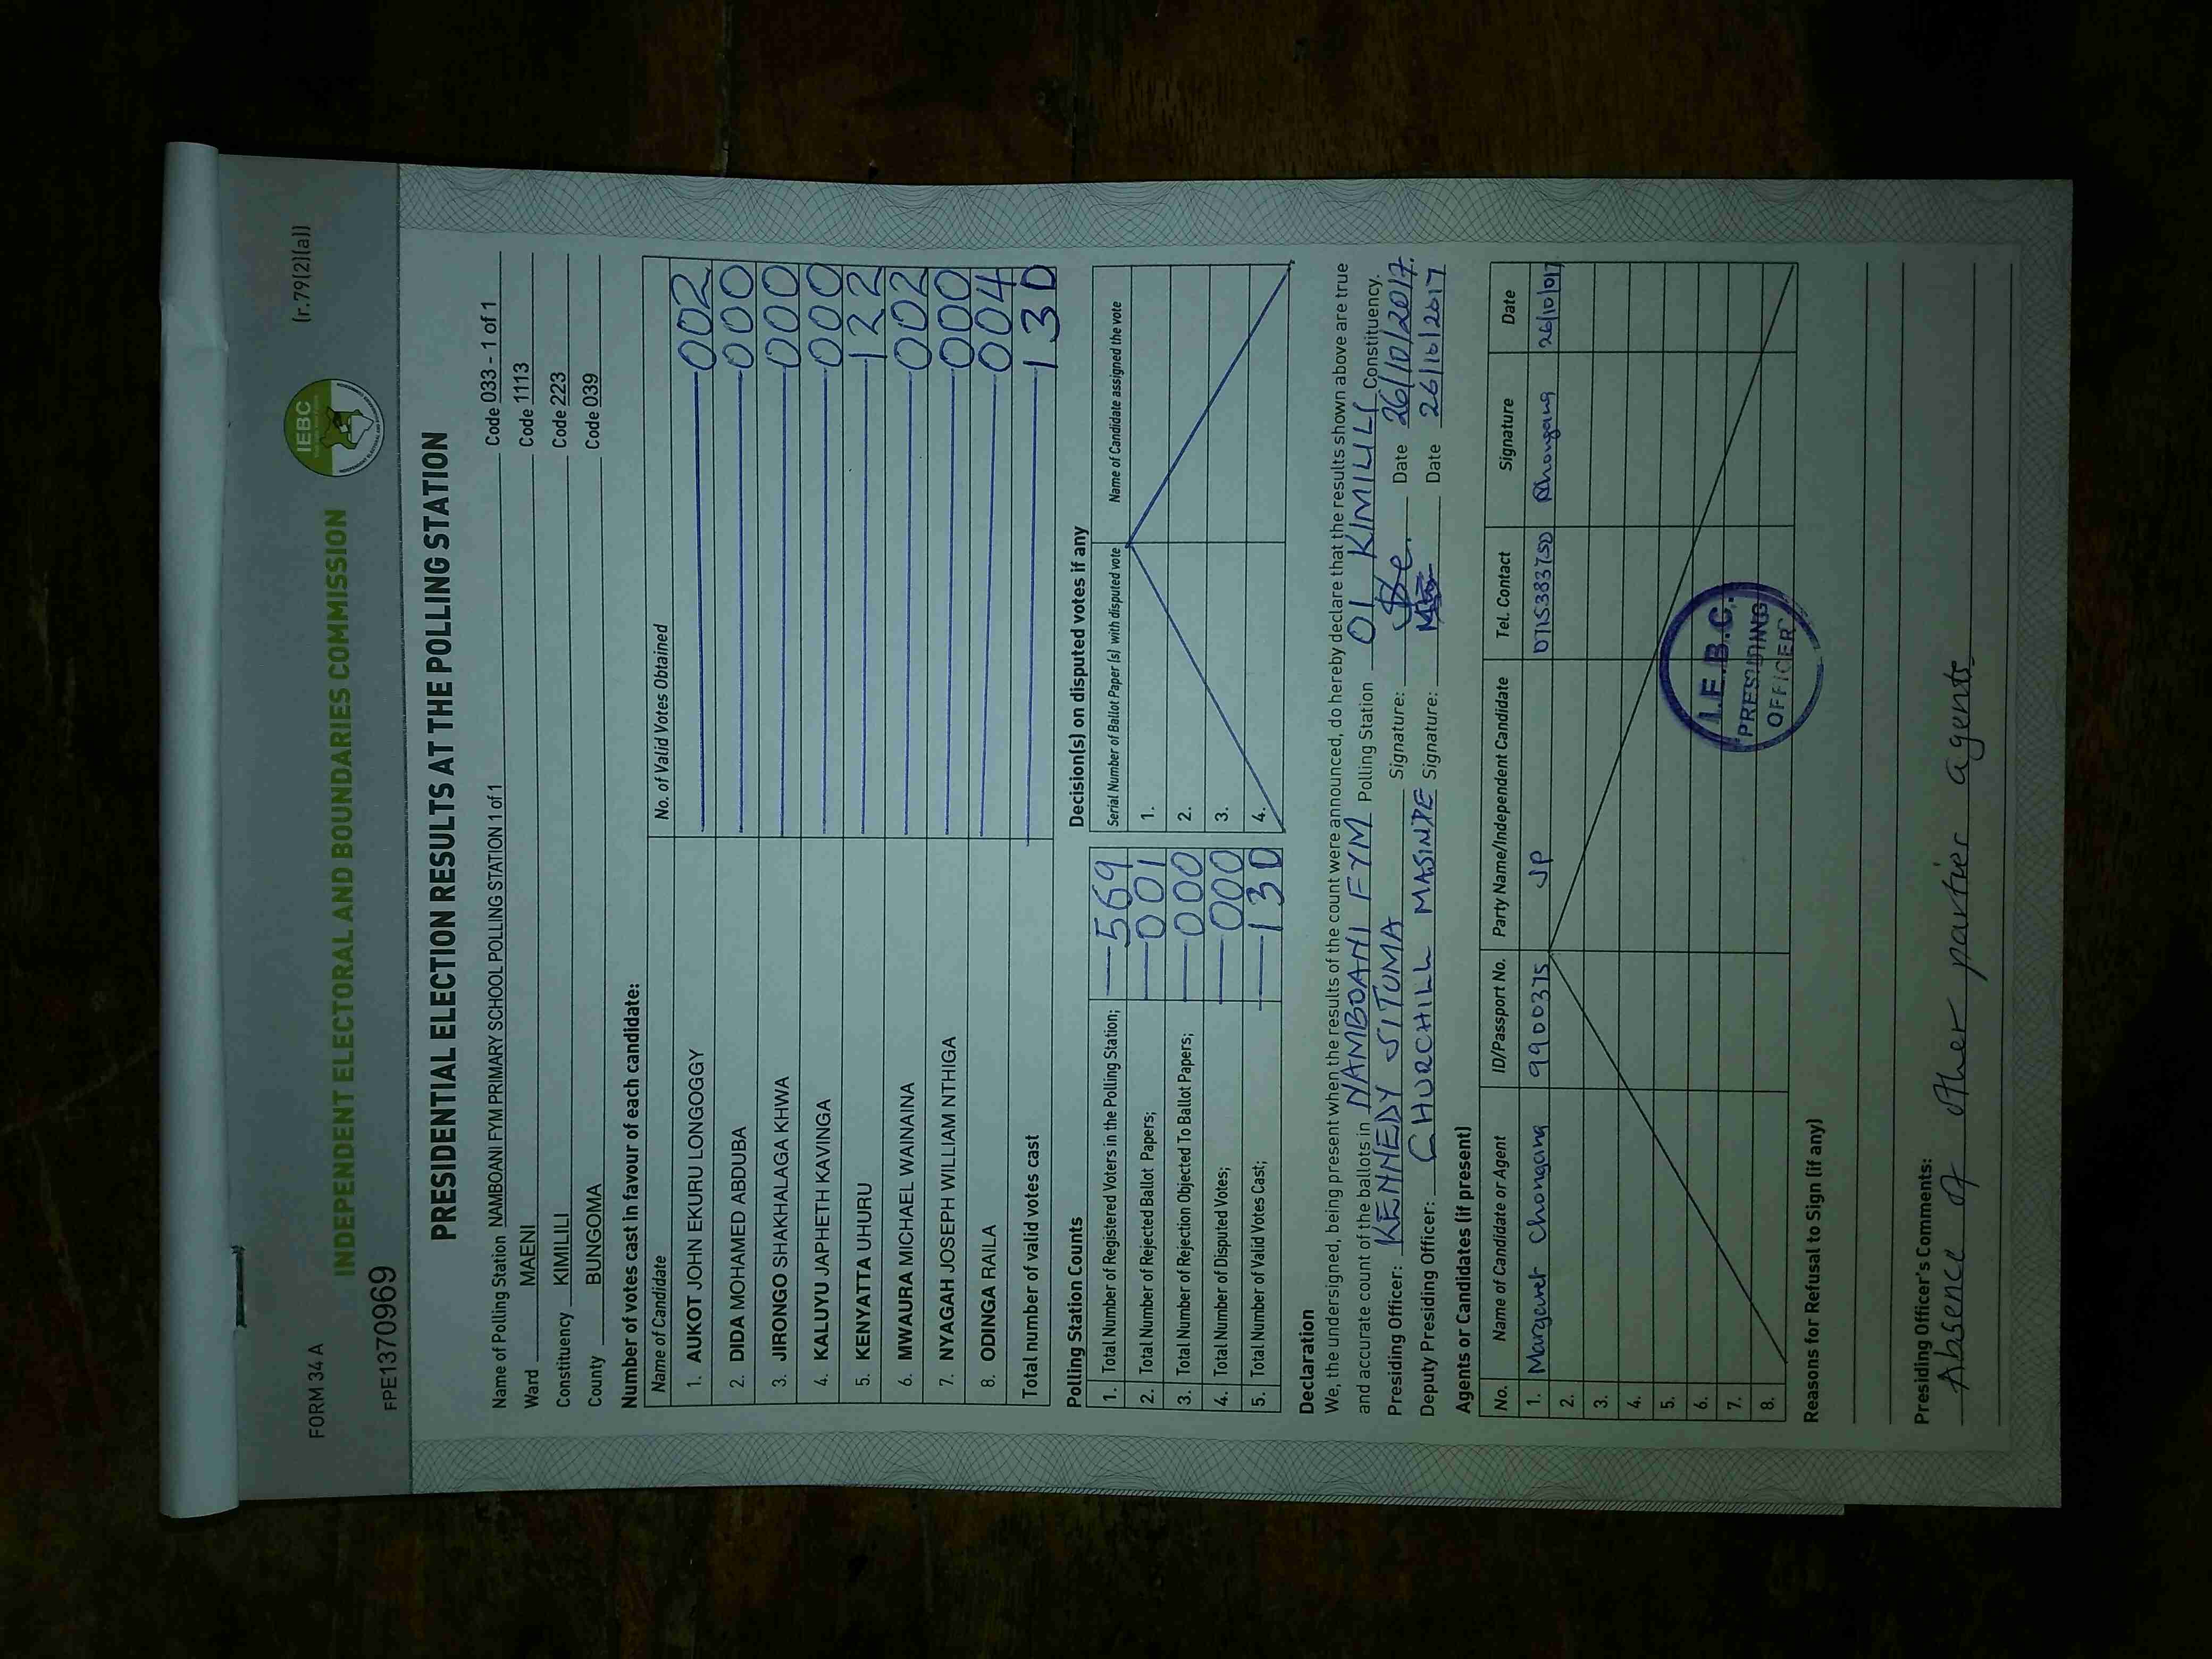 FORM 34 A
(r.79(2)(a))
IEBC
INDEPENDENT ELECTORAL AND BOUNDARIES COMMISSION
FPE1370969
PRESIDENTIAL ELECTION RESULTS AT THE POLLING STATION
Name of Polling Station NAMBOANI FYM PRIMARY SCHOOL POLLING STATION 1 of 1 Code 033 - 1 of 1
Ward MAENI Code 1113
Constituency KIMILILI Code 223
County BUNGOMA Code 039
Number of votes cast in favour of each candidate:
Name of Candidate No. of Valid Votes Obtained
1. AUKOT JOHN EKURU LONGOGGY 002
2. DIDA MOHAMED ABDUBA 000
3. JIRONGO SHAKHALAGA KHWA 000
4. KALUYU JAPHETH KAVINGA 000
5. KENYATTA UHURU 122
6. MWAURA MICHAEL WAINAINA 002
7. NYAGAH JOSEPH WILLIAM NTHIGA 000
8. ODINGA RAILA 004
Total number of valid votes cast 130
Polling Station Counts
1. Total Number of Registered Voters in the Polling Station; 569
2. Total Number of Rejected Ballot Papers; 001
3. Total Number of Rejection Objected To Ballot Papers; 000
4. Total Number of Disputed Votes; 000
5. Total Number of Valid Votes Cast; 130
Decision(s) on disputed votes if any
Serial Number of Ballot Paper (s) with disputed vote Name of Candidate assigned the vote
1.
2.
3.
4.
Declaration
We, the undersigned, being present when the results of the count were announced, do hereby declare that the results shown above are true
and accurate count of the ballots in NAMBOANI FYM Polling Station 01 KIMILILI Constituency.
Presiding Officer: KENNEDY SITUMA Signature: Date 26/10/2017.
Deputy Presiding Officer: CHURCHILL MASINDE Signature: Date 26/10/2017
Agents or Candidates (if present)
No. Name of Candidate or Agent ID/Passport No. Party Name/Independent Candidate Tel. Contact Signature Date
1. Margaret Chongang 9900375 JP 0715383750 26/10/017
2.
3.
4.
5.
6.
7.
8.
I.E.B.C.
PRESIDING
OFFICER
Reasons for Refusal to Sign (if any)
Presiding Officer's Comments:
Absence of other partier agents